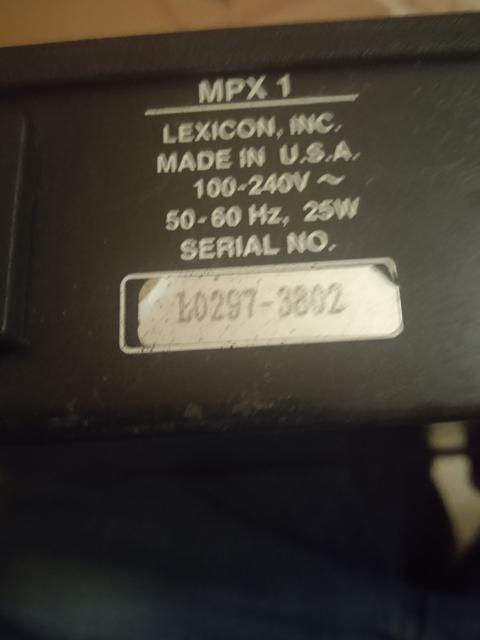 MPX 1
LEXICON, INC.
MADE IN U.S.A.
100-240V ~
50-60 Hz, 25W
SERIAL NO.
L0297-3802